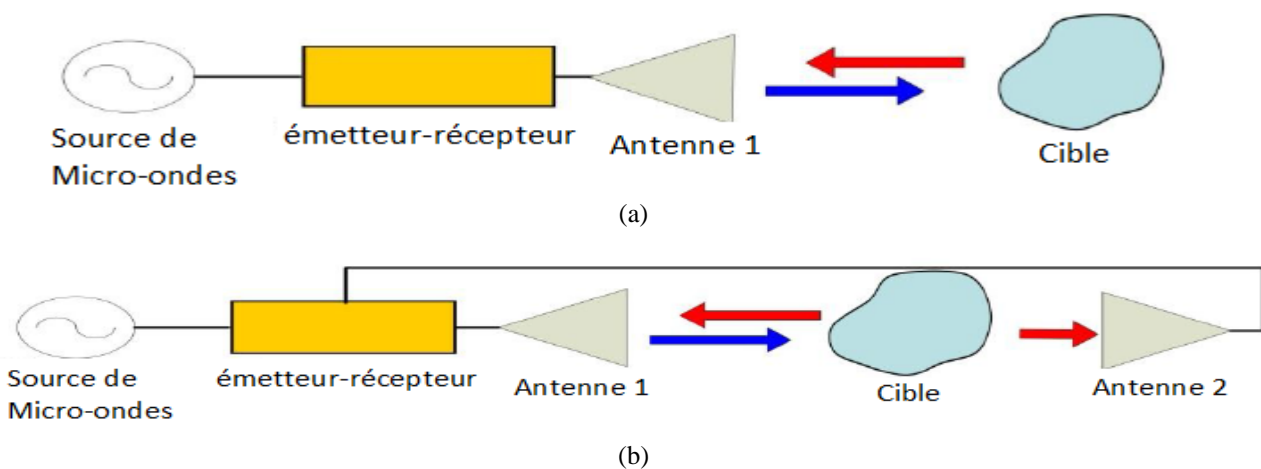 Source de
Micro-ondes
émetteur-récepteur
Antenne 1
Cible
(a)
Source de
Micro-ondes
émetteur-récepteur
Antenne 1
Cible
Antenne 2
(b)